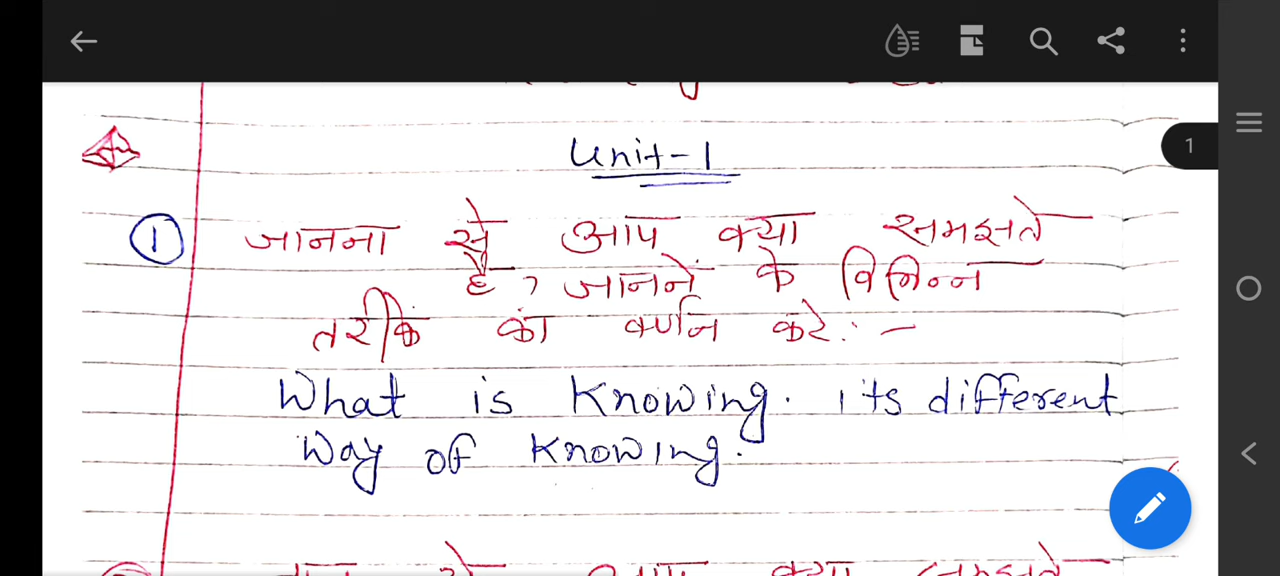 1
Unit-1
① जानना से आप क्या समझते
हैं ? जानने के विभिन्न
तरीके का वर्णन करे :-
What is Knowing. its different
Way of Knowing.